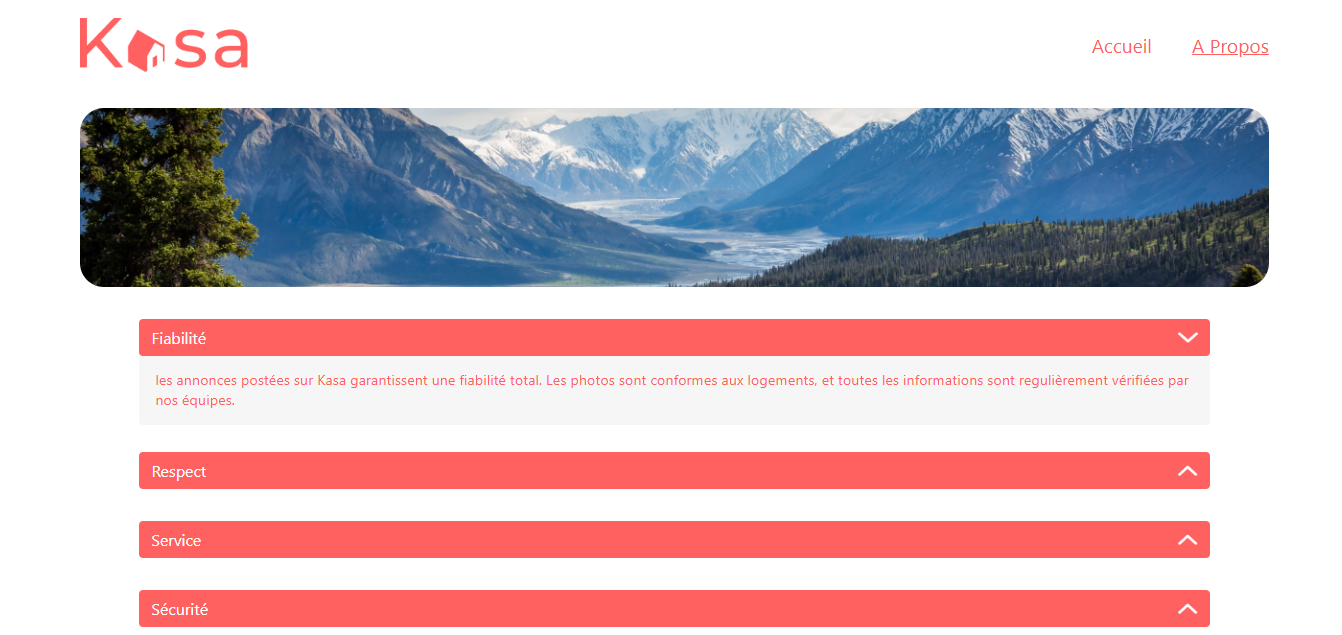 Kasa
Accueil
A Propos
Fiabilité
les annonces postées sur Kasa garantissent une fiabilité total. Les photos sont conformes aux logements, et toutes les informations sont regulièrement vérifiées par
nos équipes.
Respect
Service
Sécurité